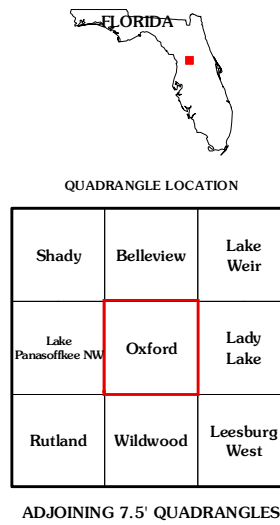 FLORIDA
QUADRANGLE LOCATION
Shady
Belleview
Lake
Weir
Lake
Panasoffkee NW
Oxford
Lady
Lake
Rutland
Wildwood
Leesburg
West
ADJOINING 7.5' QUADRANGLES